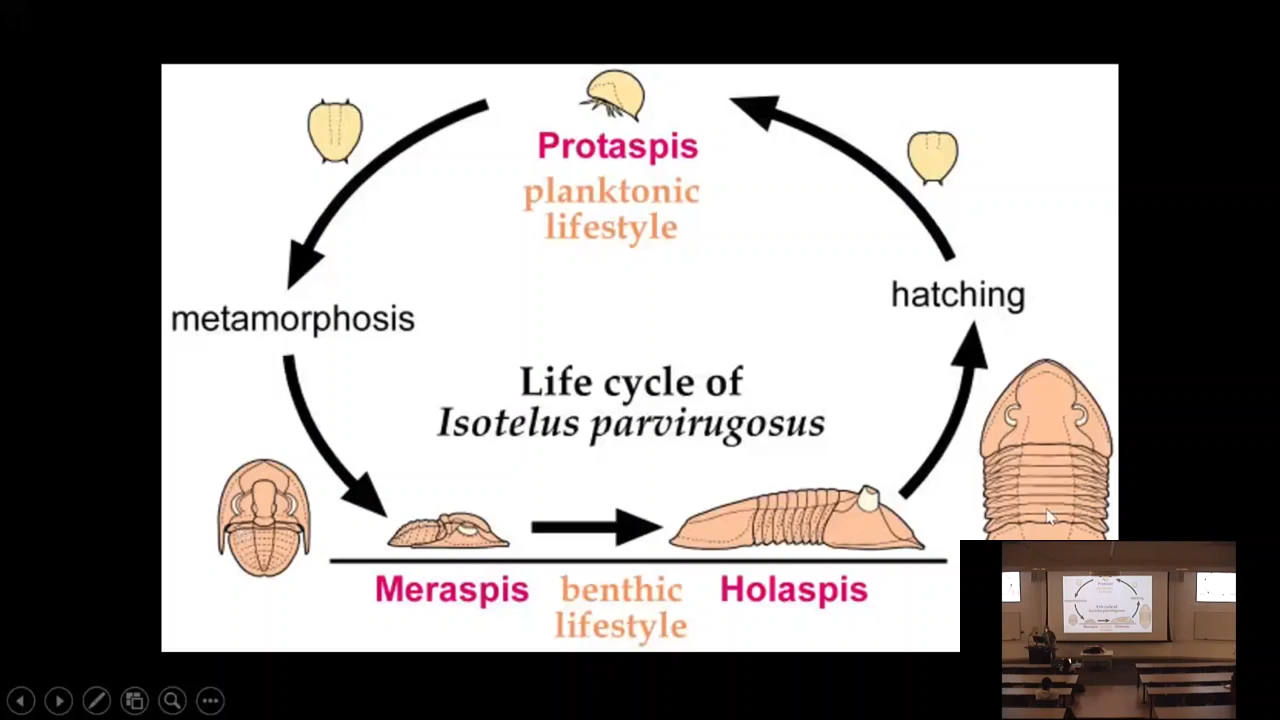 Protaspis
planktonic
lifestyle
hatching
metamorphosis
Life cycle of
Isotelus parvirugosus
Meraspis
benthic
lifestyle
Holaspis